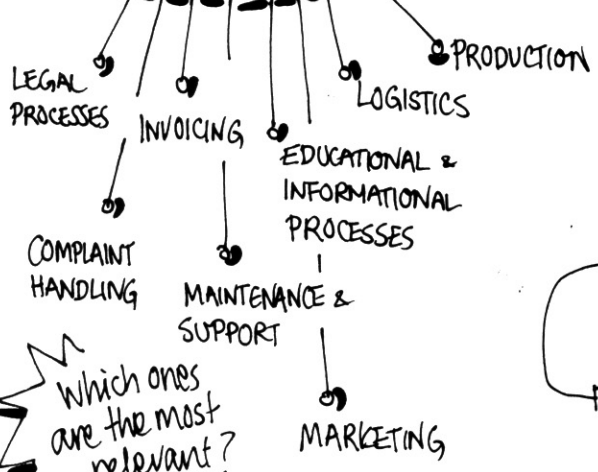 PRODUCTION
LEGAL
PROCESSES
LOGISTICS
INVOICING
EDUCATIONAL &
INFORMATIONAL
PROCESSES
COMPLAINT
HANDLING
MAINTENANCE &
SUPPORT
Which ones
are the most
relevant?
MARKETING